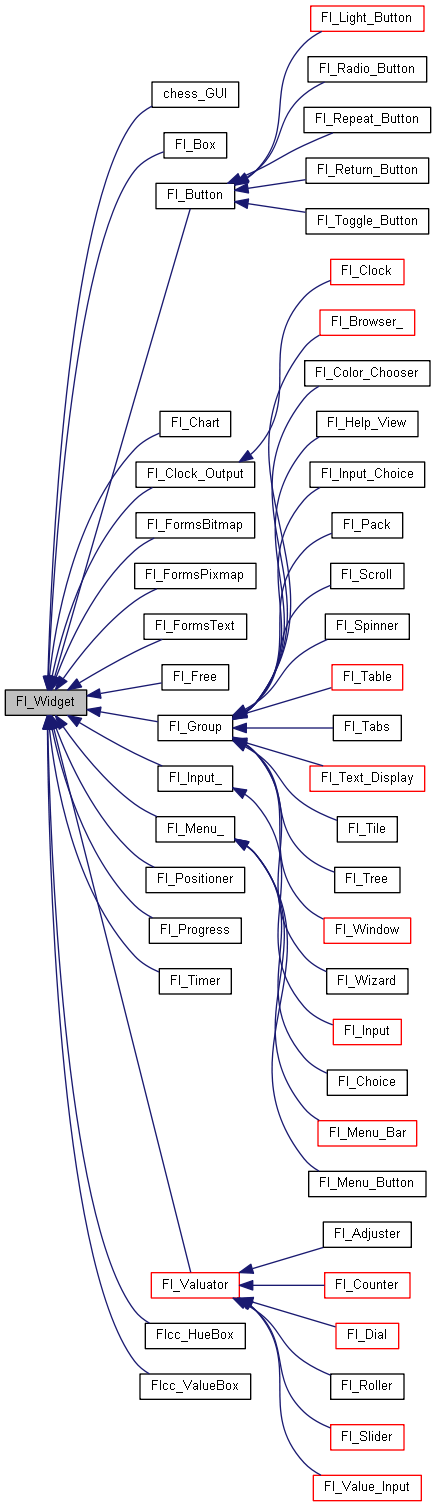 Fl_Light_Button
Fl_Radio_Button
chess_GUI
Fl_Repeat_Button
Fl_Box
Fl_Return_Button
Fl_Button
Fl_Toggle_Button
Fl_Clock
Fl_Browser_
Fl_Color_Chooser
Fl_Chart
Fl_Help_View
Fl_Clock_Output
Fl_Input_Choice
Fl_FormsBitmap
Fl_Pack
Fl_FormsPixmap
Fl_Scroll
Fl_FormsText
Fl_Spinner
Fl_Free
Fl_Table
Fl_Widget
Fl_Group
Fl_Tabs
Fl_Input_
Fl_Text_Display
Fl_Menu_
Fl_Tile
Fl_Positioner
Fl_Tree
Fl_Progress
Fl_Window
Fl_Timer
Fl_Wizard
Fl_Input
Fl_Choice
Fl_Menu_Bar
Fl_Menu_Button
Fl_Adjuster
Fl_Valuator
Fl_Counter
Flcc_HueBox
Fl_Dial
Flcc_ValueBox
Fl_Roller
Fl_Slider
Fl_Value_Input